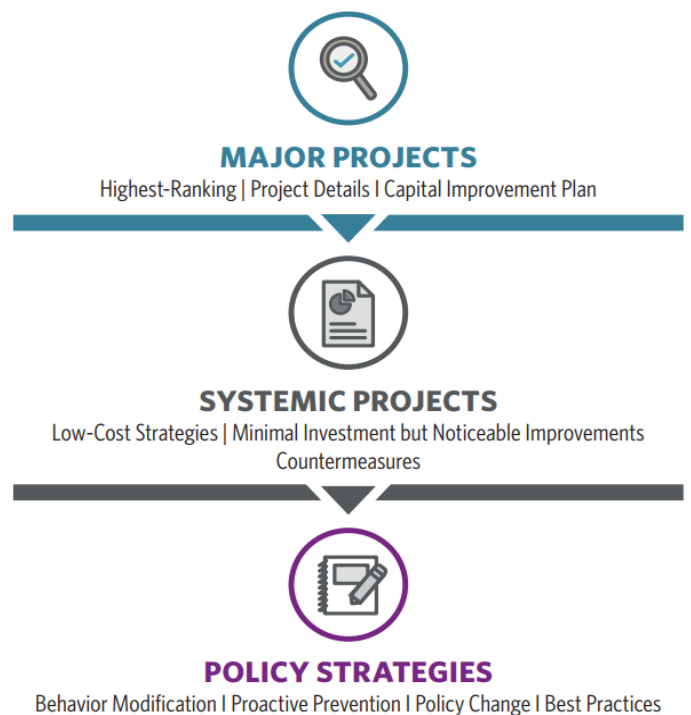 MAJOR PROJECTS
Highest-Ranking | Project Details I Capital Improvement Plan
SYSTEMIC PROJECTS
Low-Cost Strategies | Minimal Investment but Noticeable Improvements
Countermeasures
POLICY STRATEGIES
Behavior Modification I Proactive Prevention I Policy Change I Best Practices